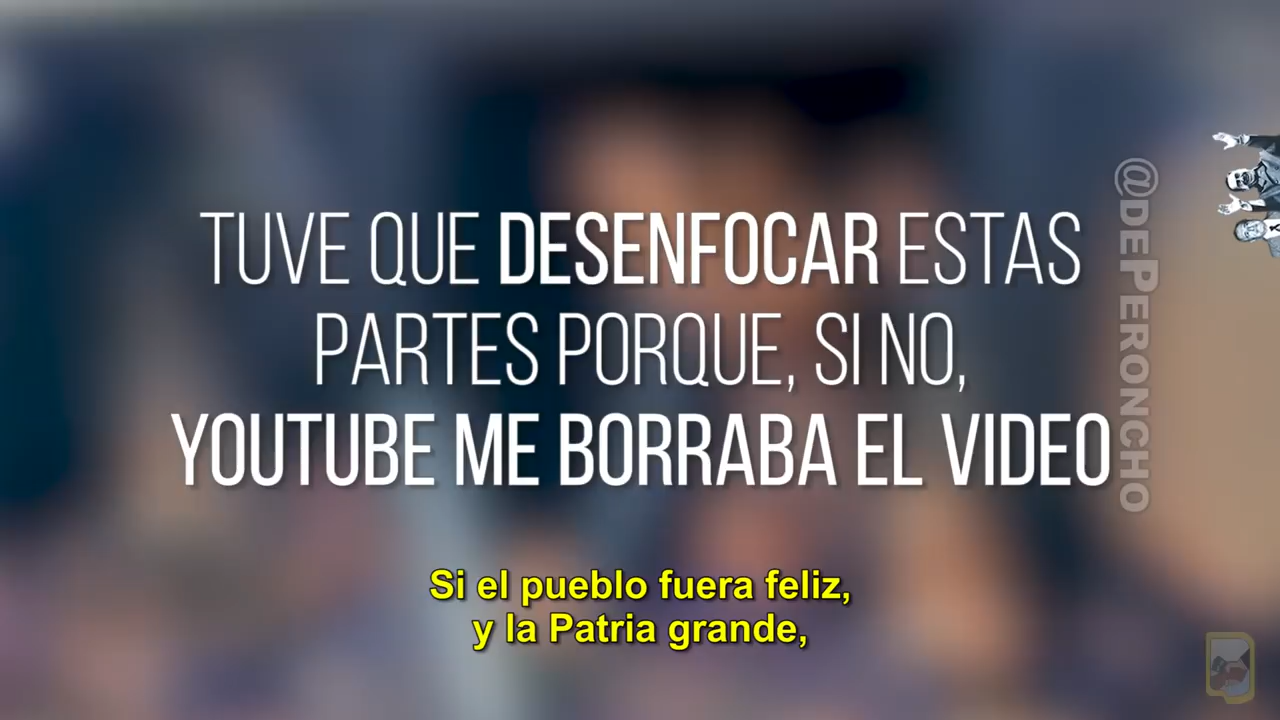 TUVE QUE DESENFOCAR ESTAS
PARTES PORQUE, SI NO,
YOUTUBE ME BORRABA EL VIDEO
@DEPERONCHO
Si el pueblo fuera feliz,
y la Patria grande,